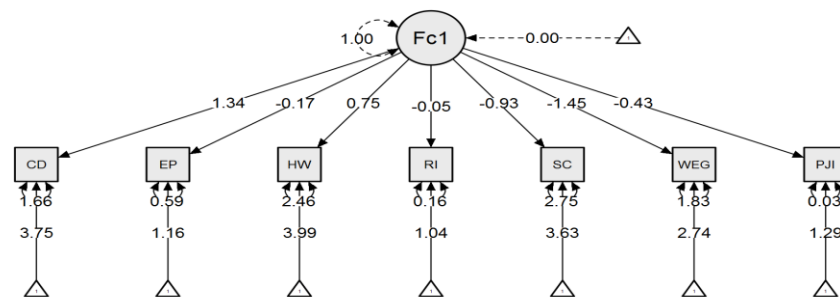 1.00 Fc1 0.00
1.34 -0.17 0.75 -0.05 -0.93 -1.45 -0.43
CD EP HW RI SC WEG PJI
1.66 0.59 2.46 0.16 2.75 1.83 0.03
3.75 1.16 3.99 1.04 3.63 2.74 1.29